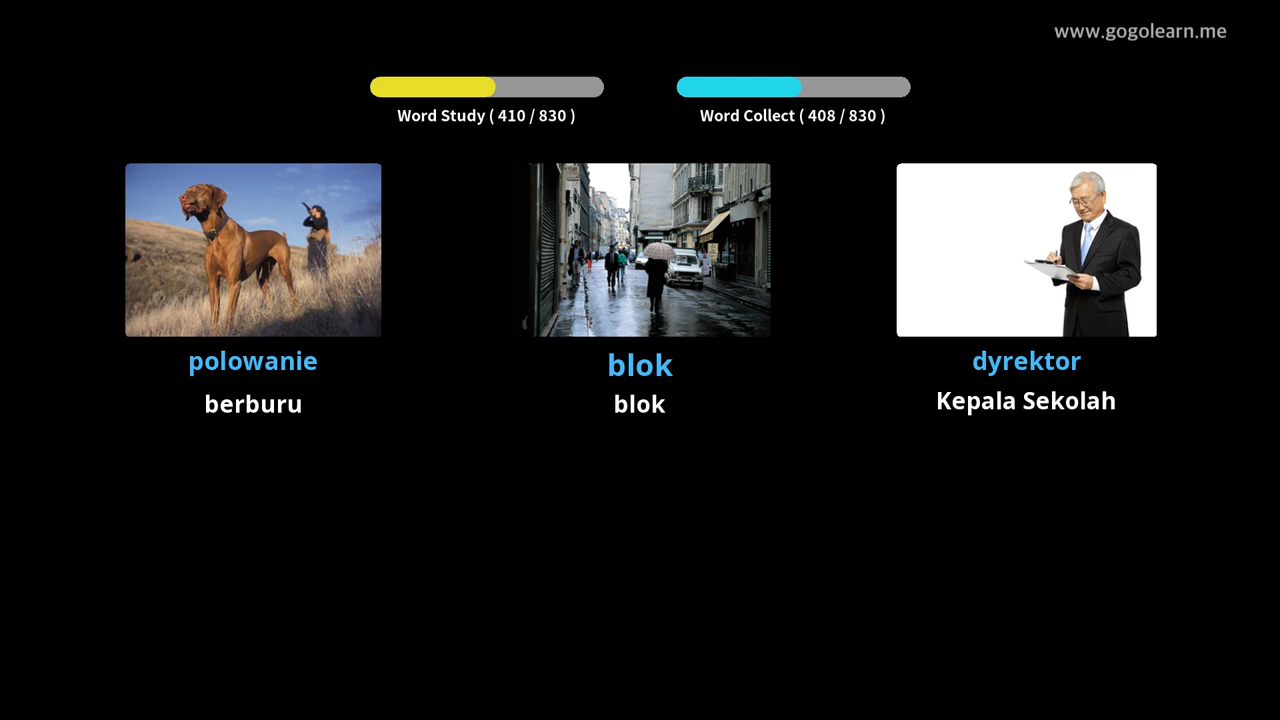 www.gogolearn.me
Word Study ( 410 / 830 )
Word Collect ( 408 / 830 )
polowanie
blok
dyrektor
berburu
blok
Kepala Sekolah